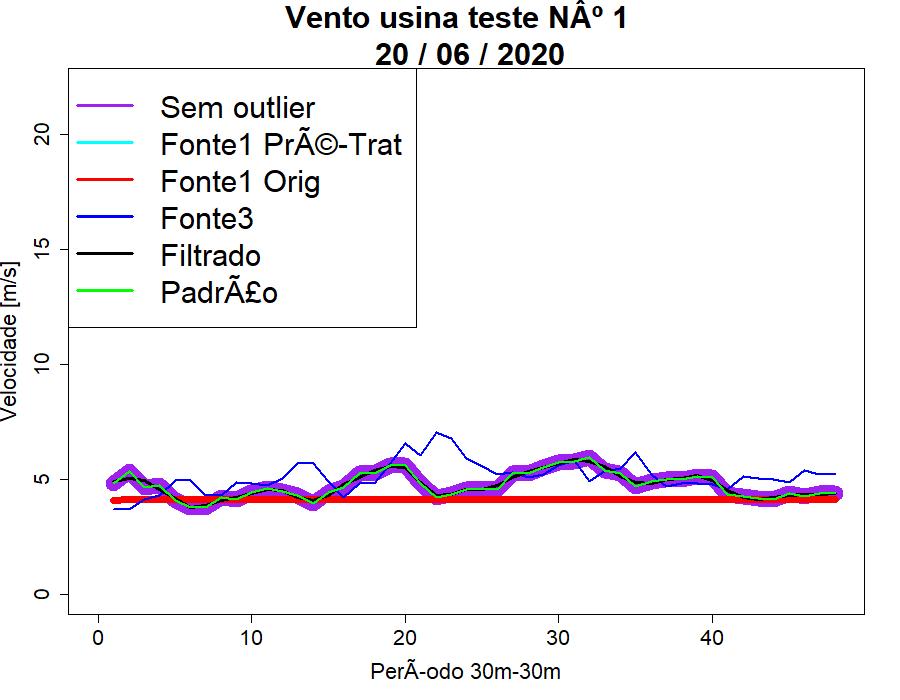 Vento usina teste NÂº 1
20 / 06 / 2020
Sem outlier
Fonte1 PrÃ©-Trat
Fonte1 Orig
Fonte3
Filtrado
PadrÃ£o
Velocidade [m/s]
20
15
10
5
0
0 10 20 30 40
PerÃ-odo 30m-30m